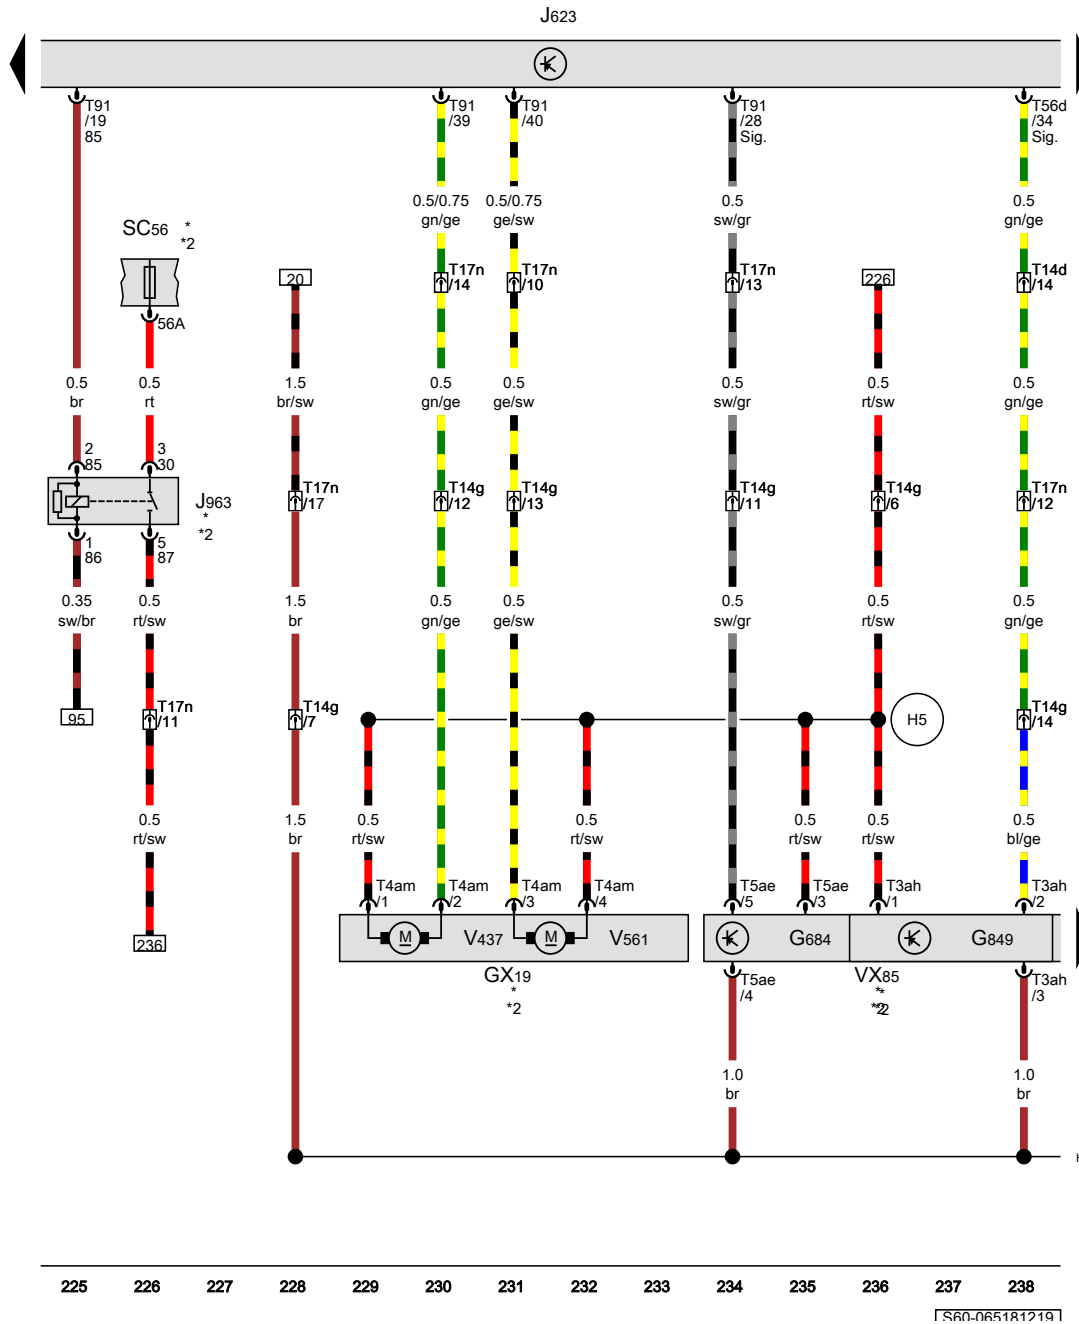 J623
T91
/19
85
T91
/39
T91
/40
T91
/28
Sig.
T56d
/34
Sig.
0.5/0.75
gn/ge
0.5/0.75
ge/sw
0.5
sw/gr
0.5
gn/ge
SC56 *
*2
56A
20
T17n
/14
T17n
/10
T17n
/13
226
T14d
/14
0.5
br
0.5
rt
1.5
br/sw
0.5
gn/ge
0.5
ge/sw
0.5
sw/gr
0.5
rt/sw
0.5
gn/ge
2
85
3
30
J963
*
*2
T17n
/17
T14g
/12
T14g
/13
T14g
/11
T14g
/6
T17n
/12
1
86
5
87
0.35
sw/br
0.5
rt/sw
1.5
br
0.5
gn/ge
0.5
ge/sw
0.5
sw/gr
0.5
rt/sw
0.5
gn/ge
95
T17n
/11
T14g
/7
H5
T14g
/14
0.5
rt/sw
1.5
br
0.5
rt/sw
0.5
rt/sw
0.5
rt/sw
0.5
rt/sw
0.5
bl/ge
T4am
/1
T4am
/2
T4am
/3
T4am
/4
T5ae
/5
T5ae
/3
T3ah
/1
T3ah
/2
236
M
V437
M
V561
G684
G849
GX19
*
*2
T5ae
/4
VX85
*
*2
T3ah
/3
1.0
br
1.0
br
225 226 227 228 229 230 231 232 233 234 235 236 237 238
S60-065181219